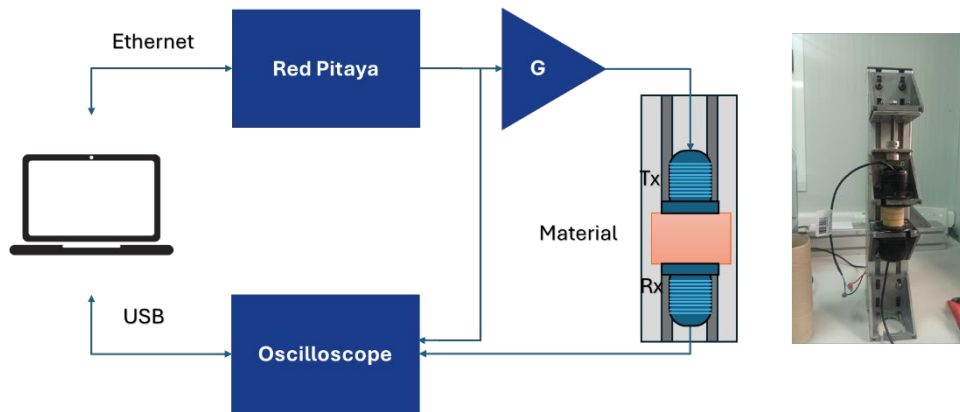 Ethernet
Red Pitaya
G
Tx
Material
Rx
USB
Oscilloscope